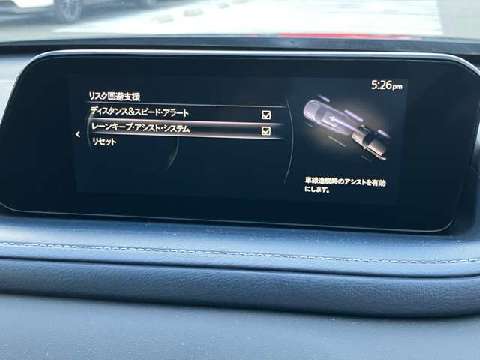 5:26pm
リスク回避支援
ディスタンス&スピード・アラート
レーンキープ・アシスト・システム
リセット
車線逸脱時のアシストを有効
にします。